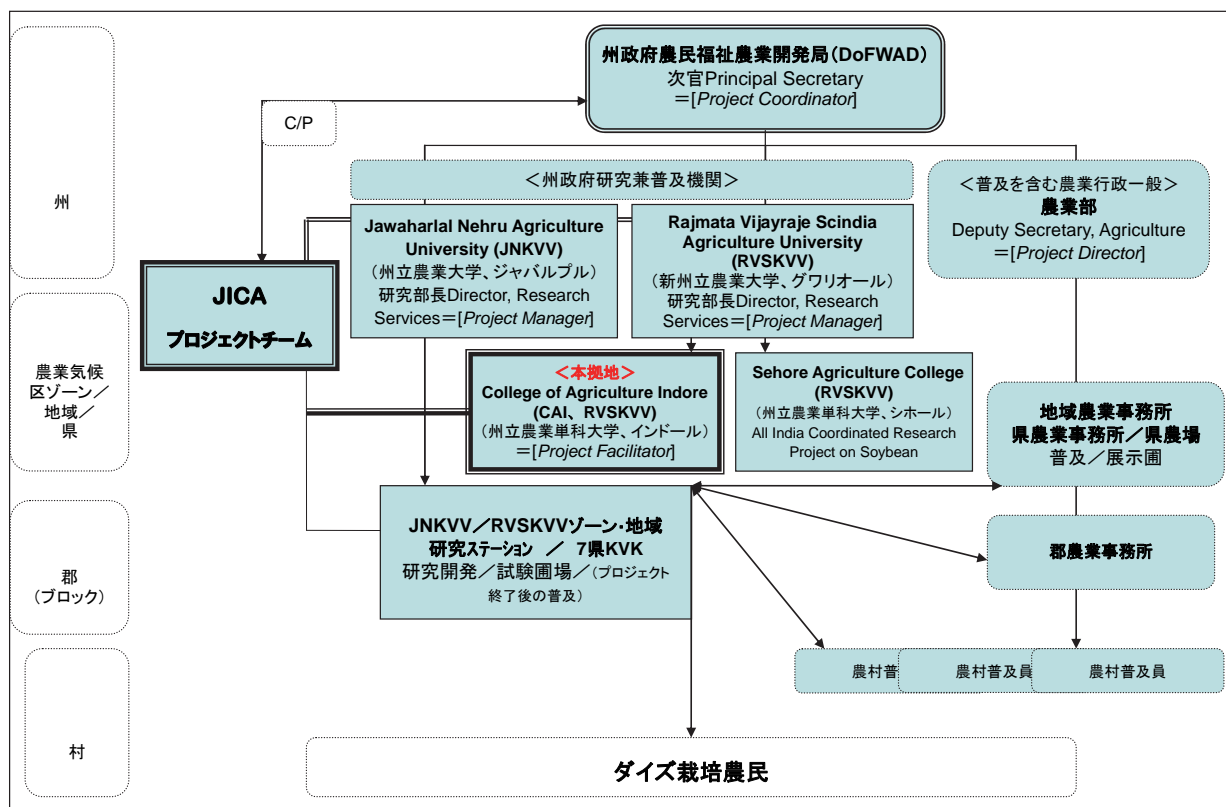 州政府農民福祉農業開発局（DoFWAD）
次官Principal Secretary
＝[Project Coordinator]
C/P
州
＜州政府研究兼普及機関＞
＜普及を含む農業行政一般＞
農業部
Deputy Secretary, Agriculture
＝[Project Director]
Jawaharlal Nehru Agriculture
University (JNKVV)
（州立農業大学、ジャバルプル）
研究部長Director, Research
Services＝[Project Manager]
Rajmata Vijayraje Scindia
Agriculture University
(RVSKVV)
（新州立農業大学、グワリオール）
研究部長Director, Research
Services＝[Project Manager]
JICA
プロジェクトチーム
農業気候
区ゾーン／
地域／
県
＜本拠地＞
College of Agriculture Indore
(CAI、RVSKVV)
（州立農業単科大学、インドール）
＝[Project Facilitator]
Sehore Agriculture College
(RVSKVV)
（州立農業単科大学、シホール）
All India Coordinated Research
Project on Soybean
地域農業事務所
県農業事務所／県農場
普及／展示圃
JNKVV／RVSKVVゾーン・地域
研究ステーション ／ 7県KVK
研究開発／試験圃場／（プロジェクト
終了後の普及）
郡農業事務所
郡
（ブロック）
農村普
農村普及員
農村普及員
村
ダイズ栽培農民